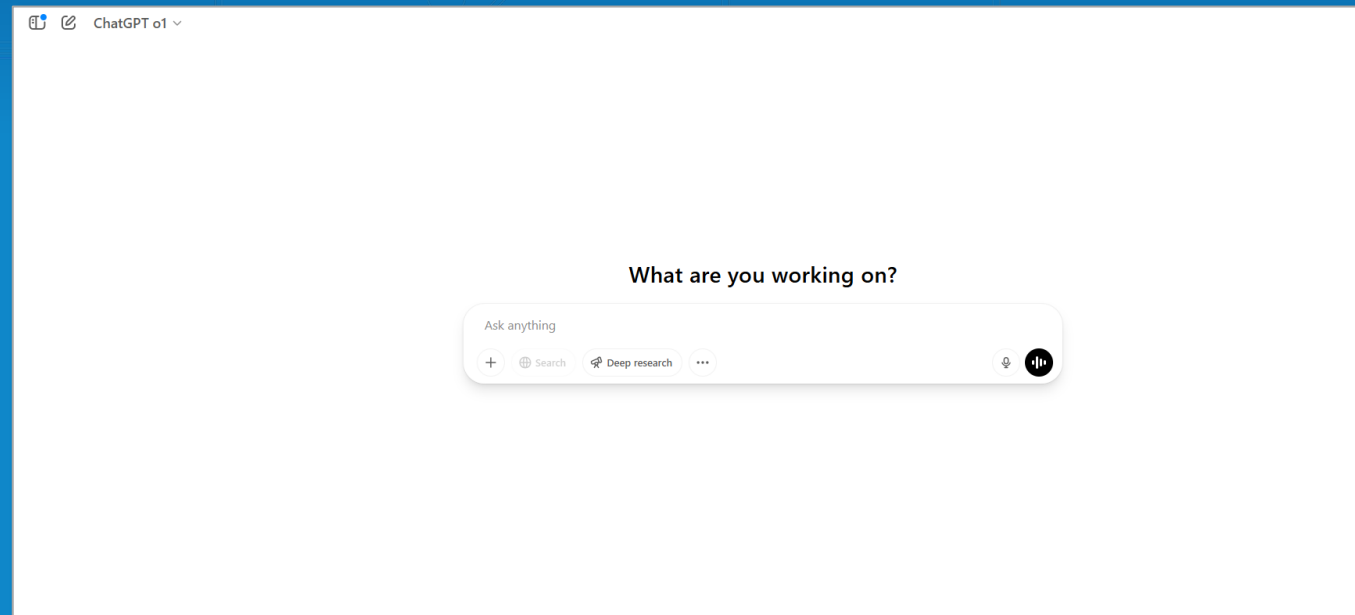 ChatGPT o1
What are you working on?
Ask anything
Search
Deep research